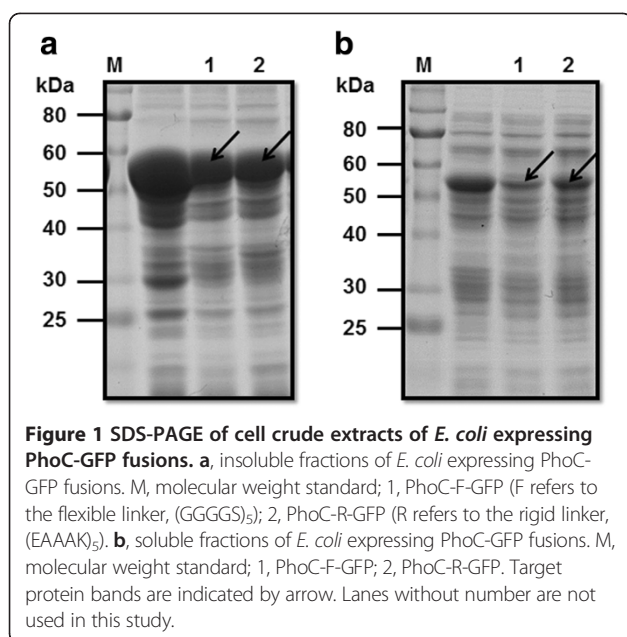 a
b
M 1 2
kDa
80
60
50
40
30
25
M 1 2
kDa
80
60
50
40
30
25
Figure 1 SDS-PAGE of cell crude extracts of E. coli expressing
PhoC-GFP fusions. a, insoluble fractions of E. coli expressing PhoC-
GFP fusions. M, molecular weight standard; 1, PhoC-F-GFP (F refers to
the flexible linker, (GGGGS)₅); 2, PhoC-R-GFP (R refers to the rigid linker,
(EAAAK)₅). b, soluble fractions of E. coli expressing PhoC-GFP fusions. M,
molecular weight standard; 1, PhoC-F-GFP; 2, PhoC-R-GFP. Target
protein bands are indicated by arrow. Lanes without number are not
used in this study.